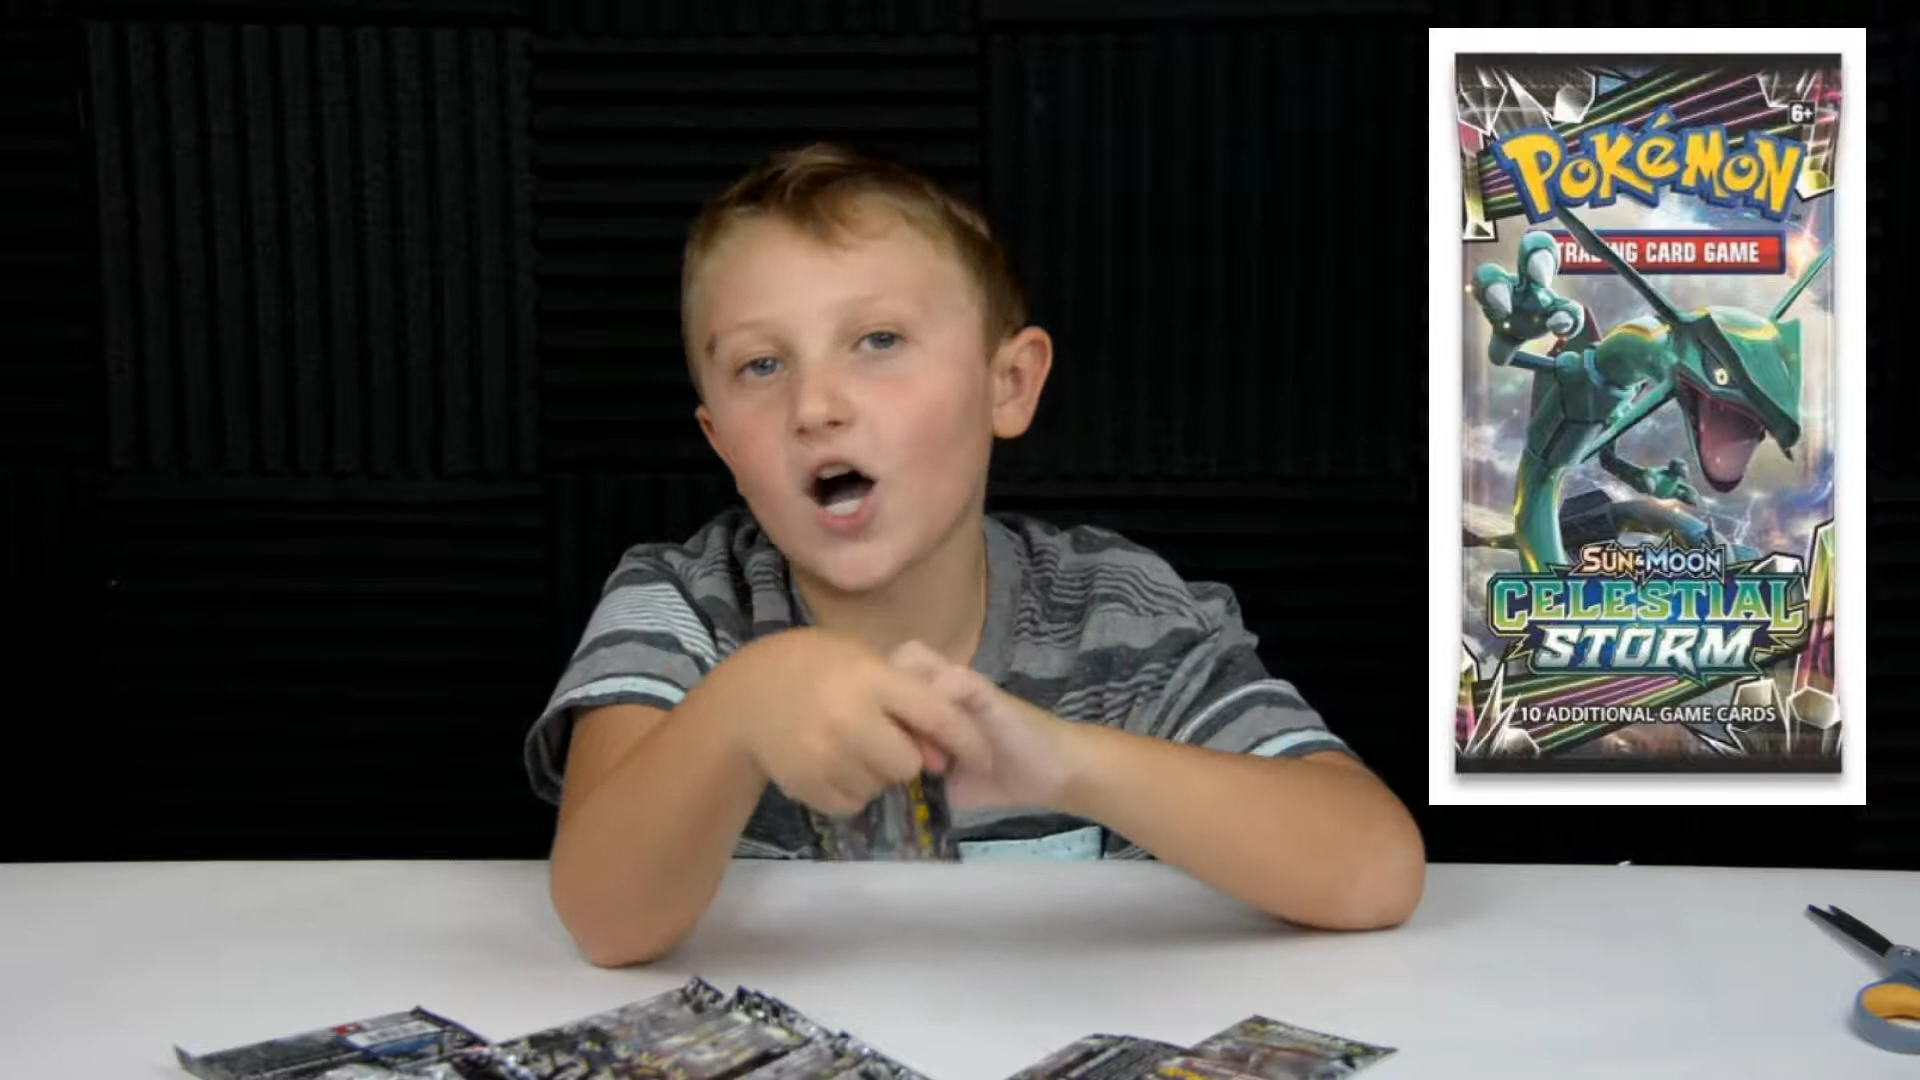 6+
POKéMON
TRADING CARD GAME
SUN & MOON
CELESTIAL
STORM
10 ADDITIONAL GAME CARDS